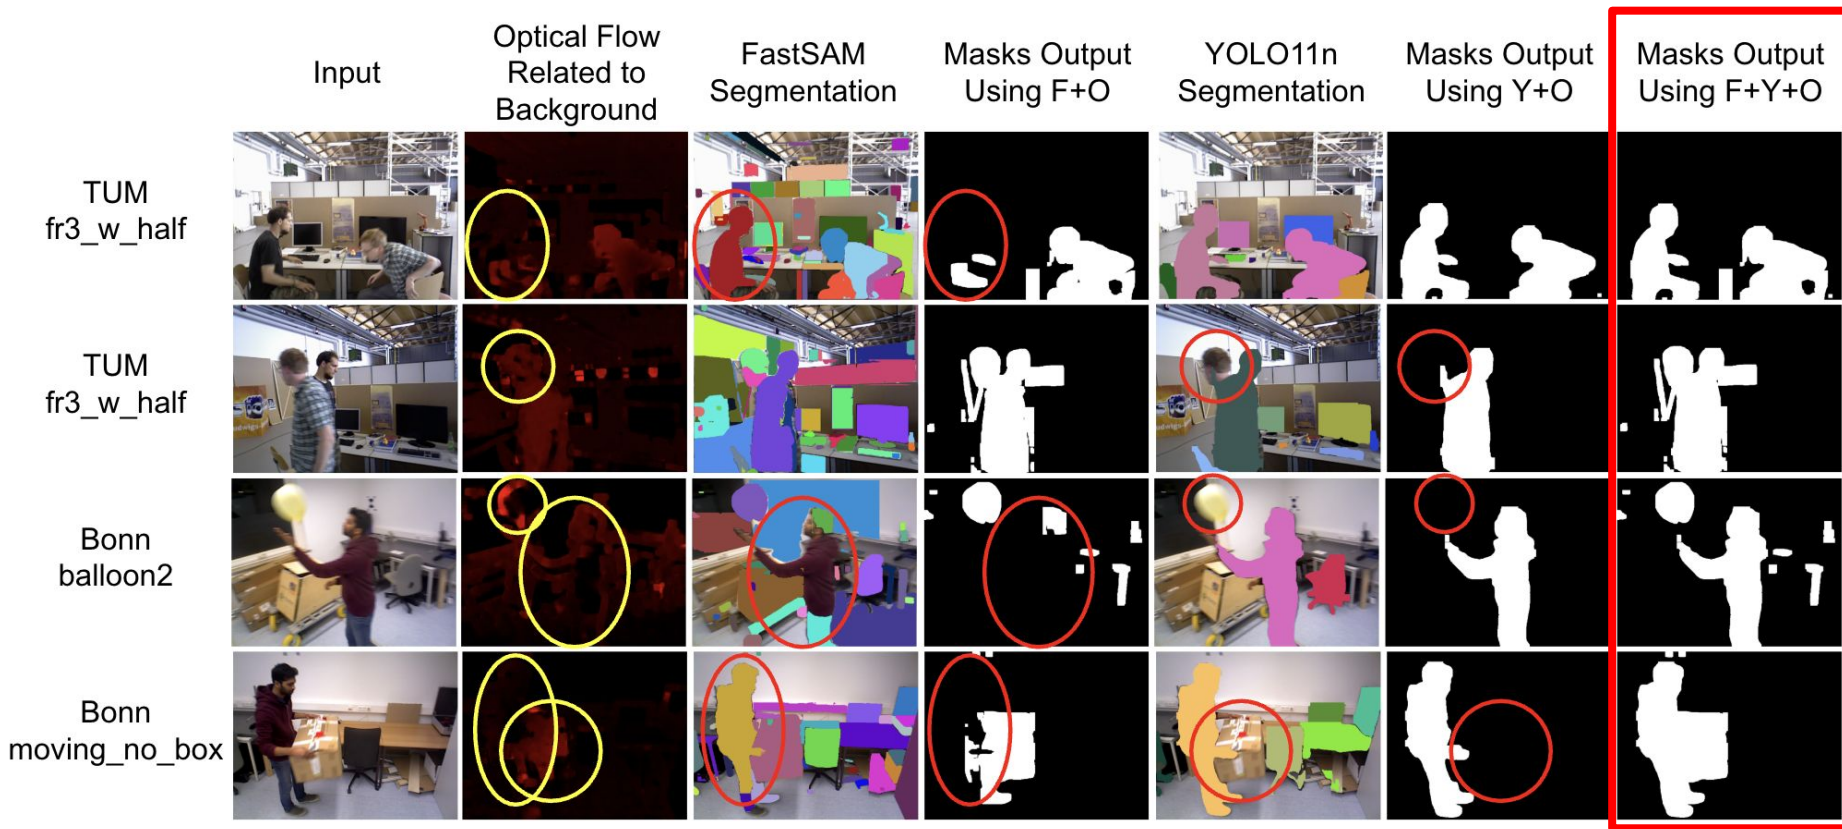 Input
Optical Flow
Related to
Background
FastSAM
Segmentation
Masks Output
Using F+O
YOLO11n
Segmentation
Masks Output
Using Y+O
Masks Output
Using F+Y+O
TUM
fr3_w_half
TUM
fr3_w_half
Bonn
balloon2
Bonn
moving_no_box